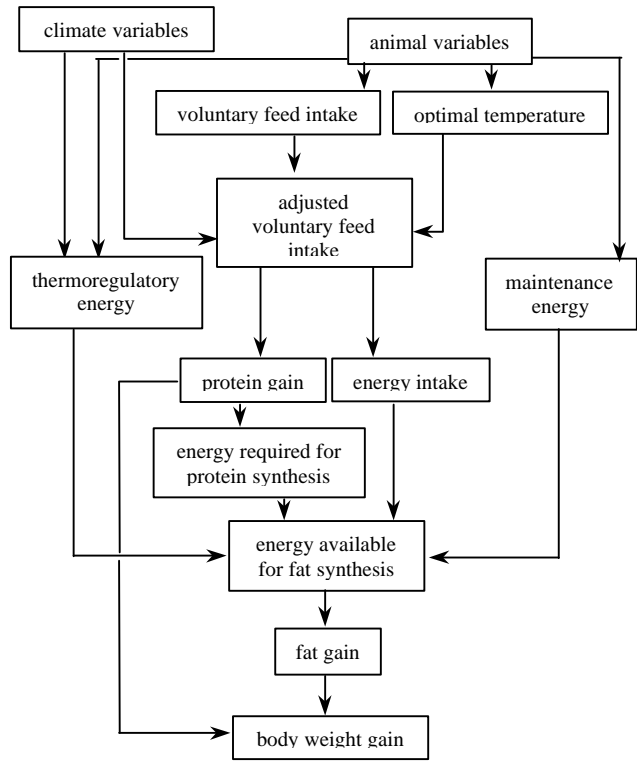 climate variables
animal variables
voluntary feed intake
optimal temperature
adjusted
voluntary feed
intake
thermoregulatory
energy
maintenance
energy
protein gain
energy intake
energy required for
protein synthesis
energy available
for fat synthesis
fat gain
body weight gain